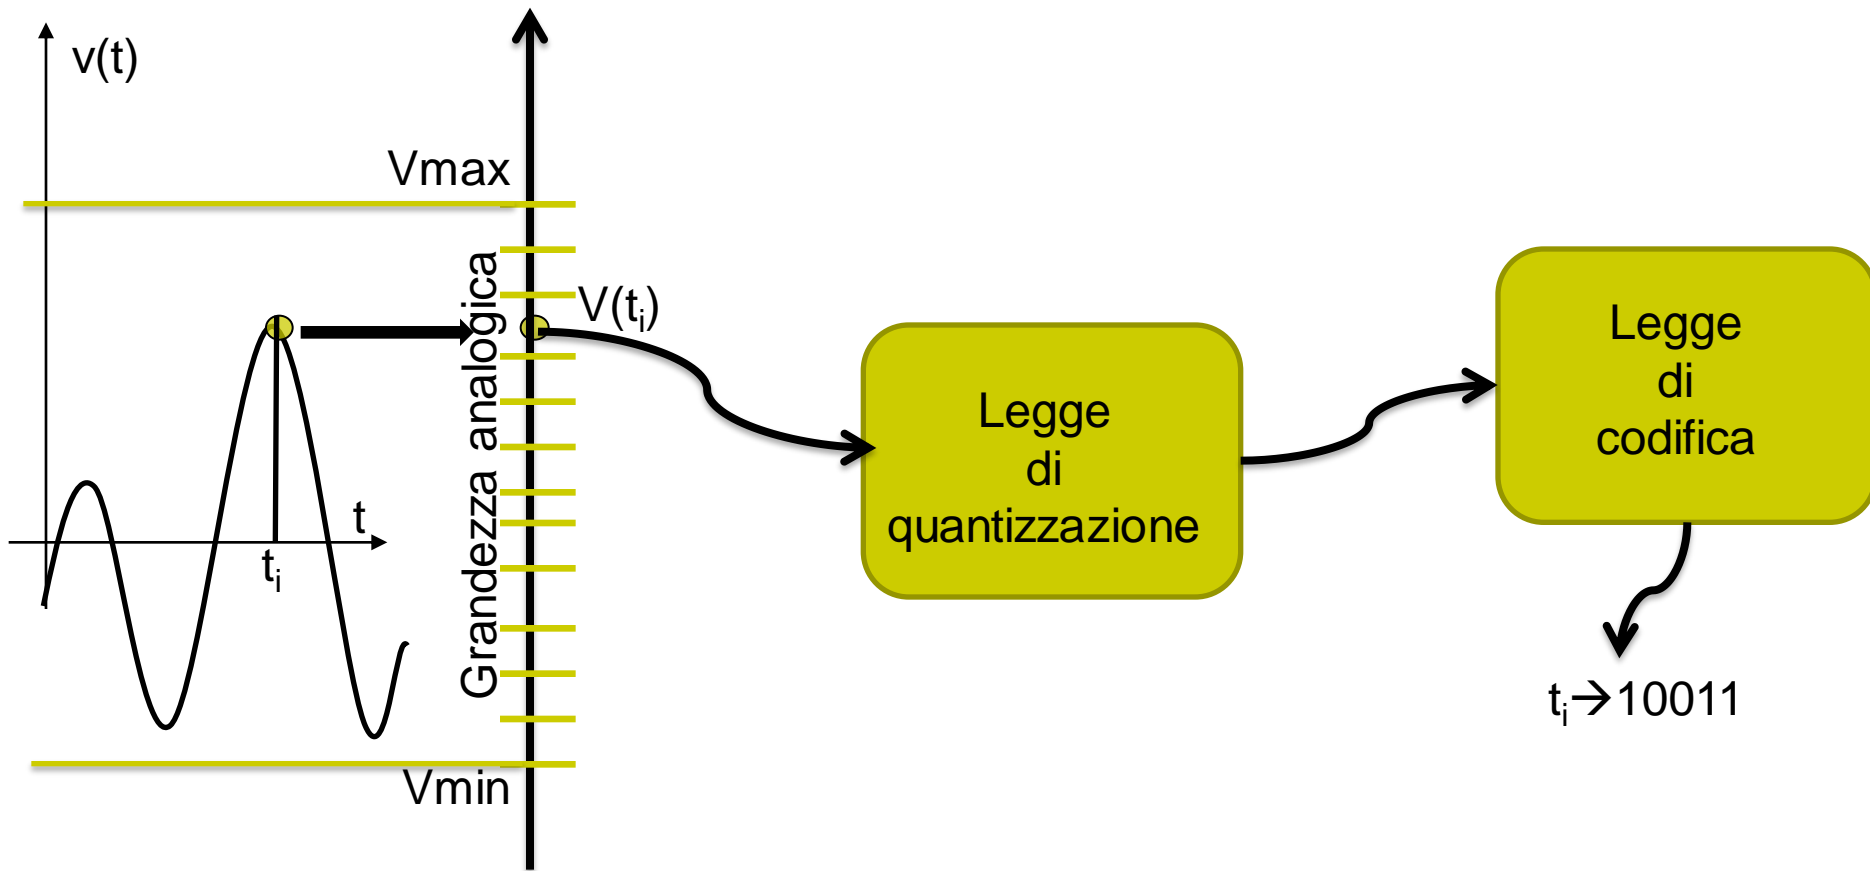 v(t)
Vmax
Grandezza analogica
V(tᵢ)
t
tᵢ
Vmin
Legge
di
quantizzazione
Legge
di
codifica
tᵢ→10011